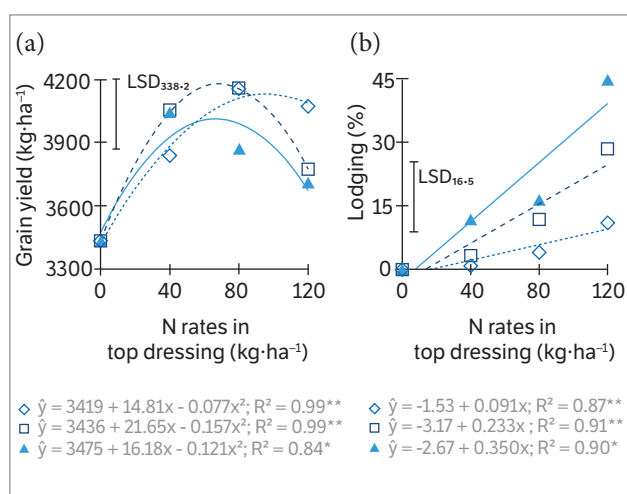 (a)
(b)
Grain yield (kg·ha⁻¹)
4200
3900
3600
3300
LSD₃₃₈.₂
0 40 80 120
N rates in
top dressing (kg·ha⁻¹)
Lodging (%)
45
30
15
0
LSD₁₆.₅
0 40 80 120
N rates in
top dressing (kg·ha⁻¹)
ŷ = 3419 + 14.81x - 0.077x²; R² = 0.99**
ŷ = 3436 + 21.65x - 0.157x²; R² = 0.99**
ŷ = 3475 + 16.18x - 0.121x²; R² = 0.84*
ŷ = -1.53 + 0.091x; R² = 0.87**
ŷ = -3.17 + 0.233x ; R² = 0.91**
ŷ = -2.67 + 0.350x; R² = 0.90*